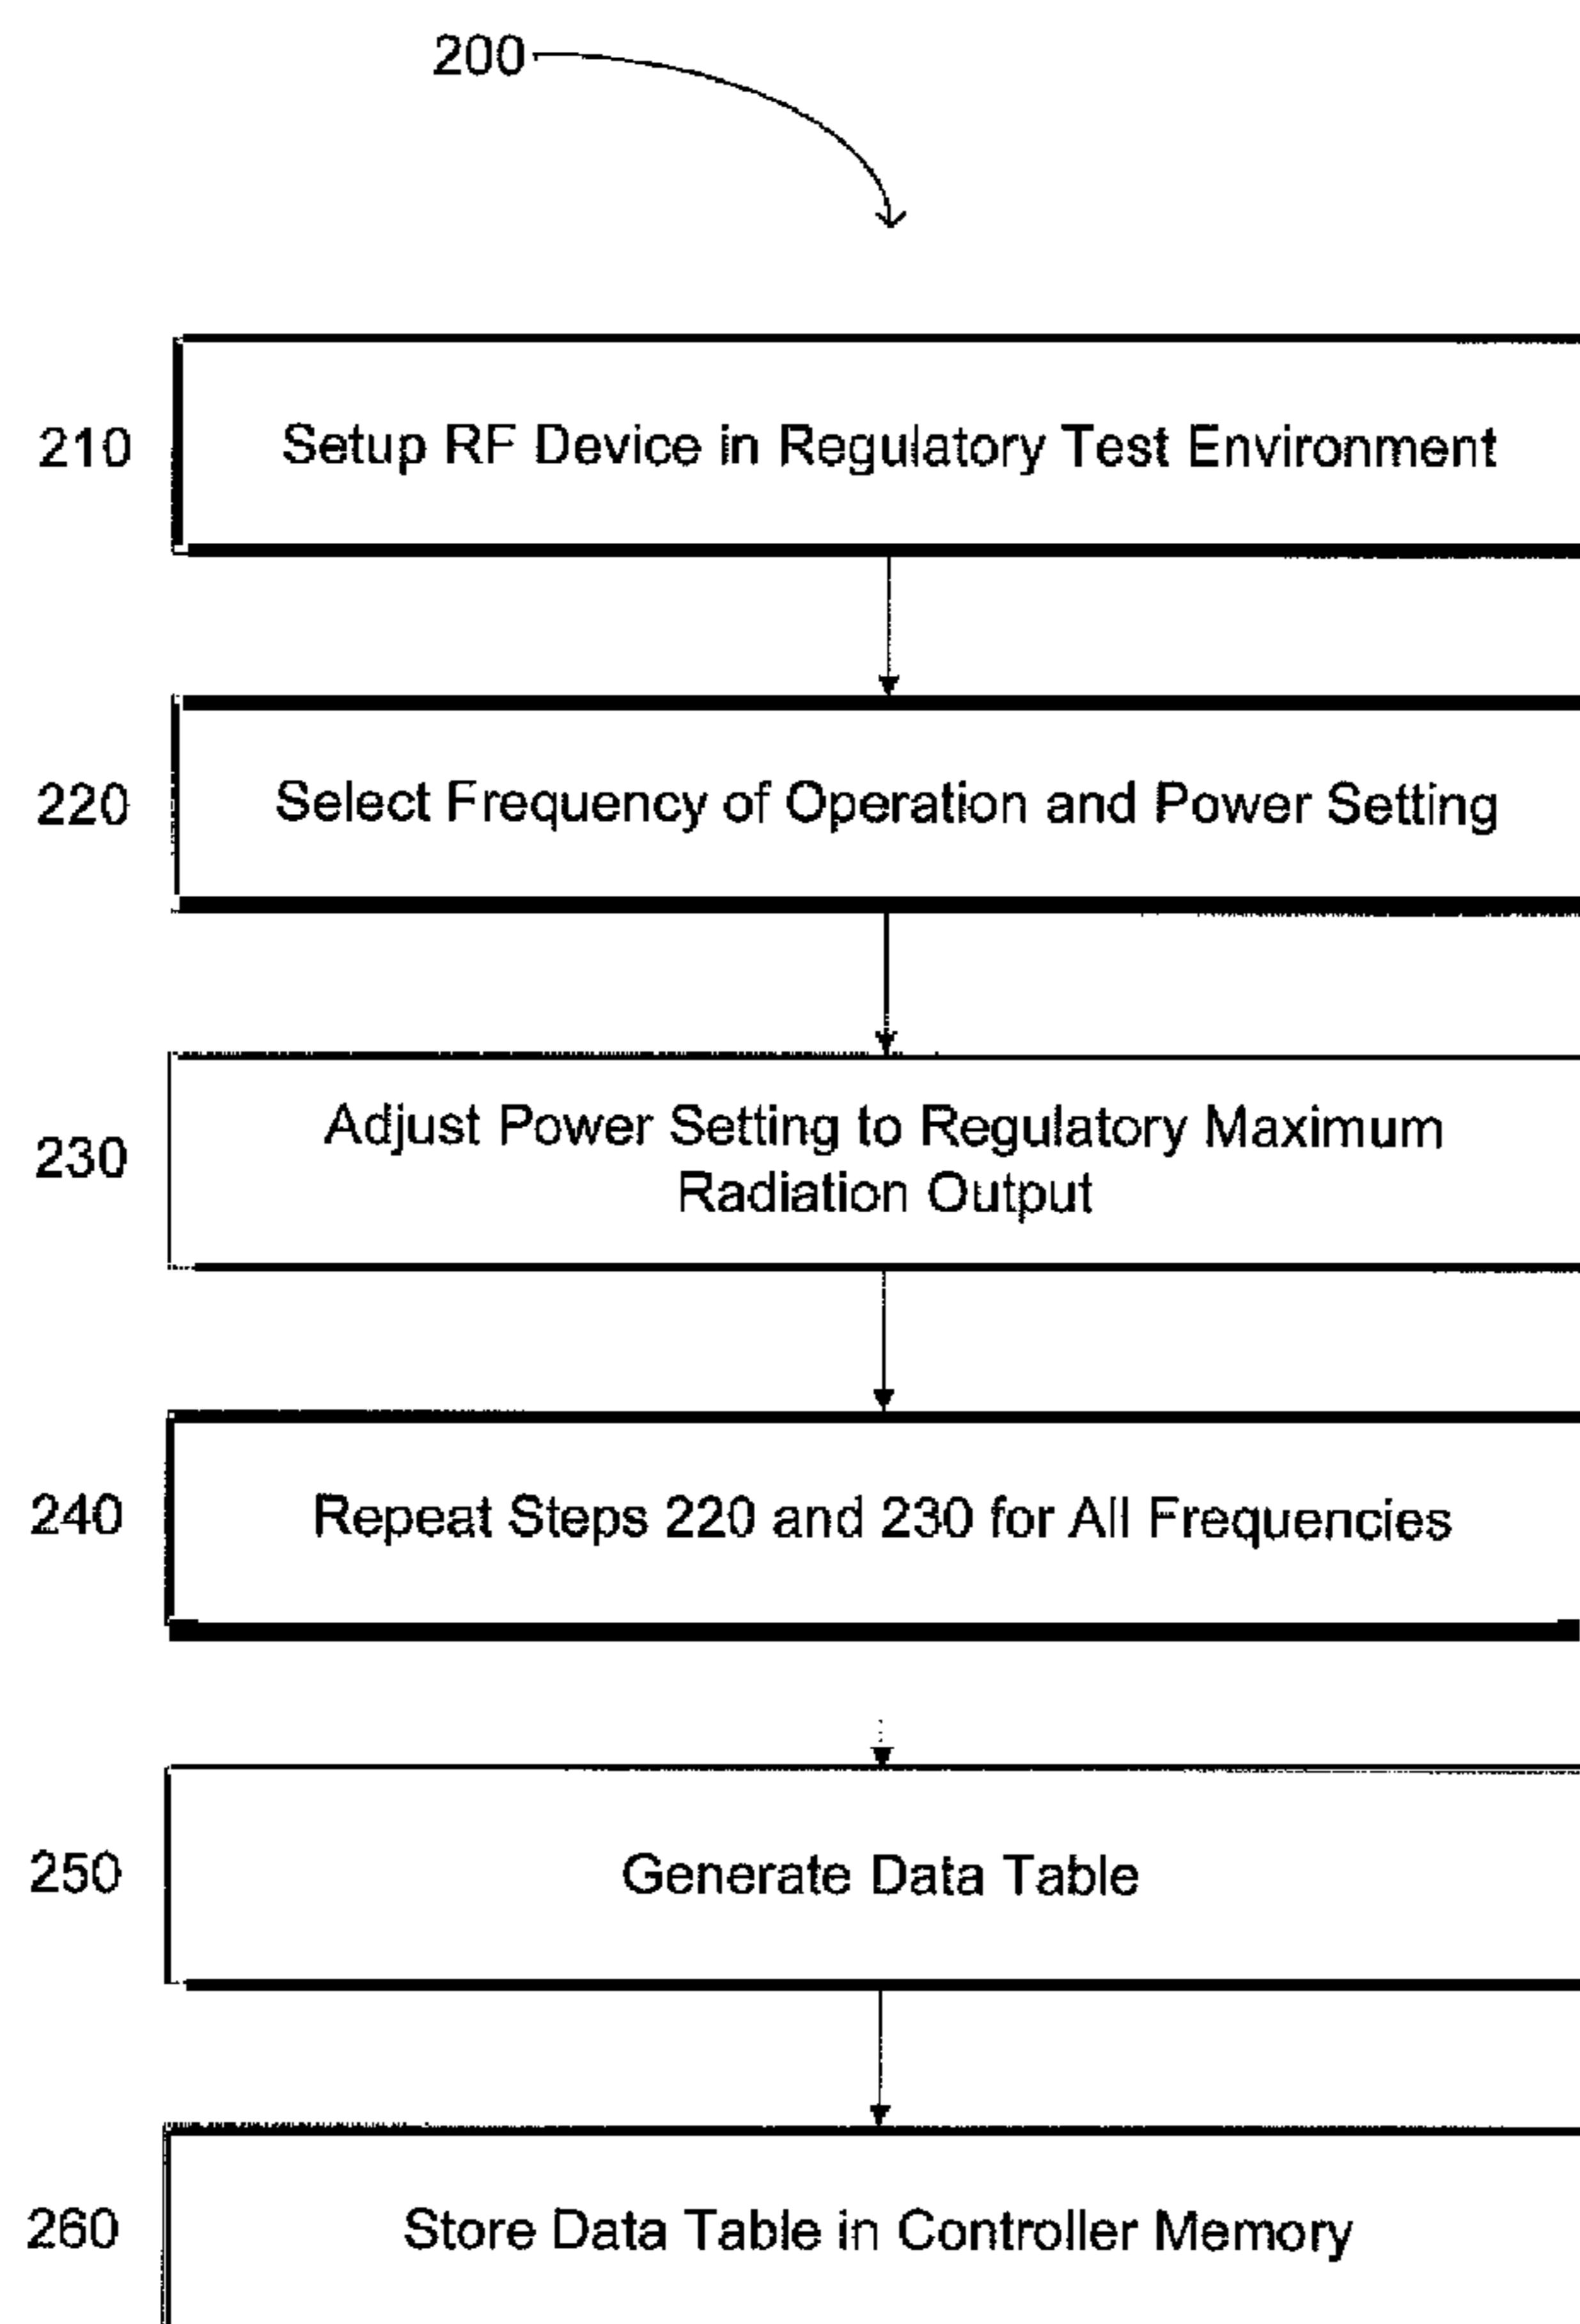 200
210 Setup RF Device in Regulatory Test Environment
220 Select Frequency of Operation and Power Setting
230 Adjust Power Setting to Regulatory Maximum
Radiation Output
240 Repeat Steps 220 and 230 for All Frequencies
250 Generate Data Table
260 Store Data Table in Controller Memory